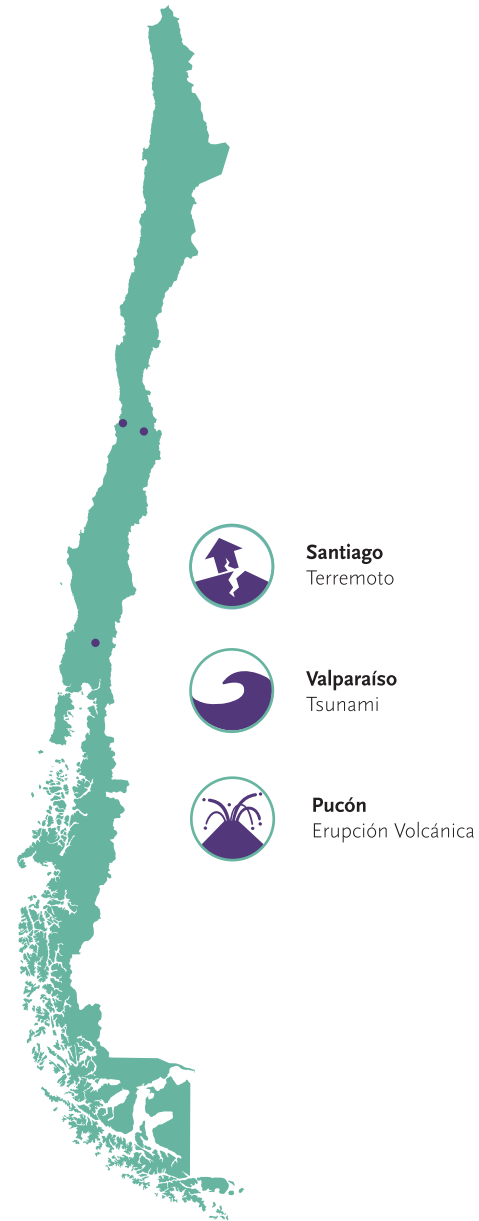 Santiago
Terremoto
Valparaíso
Tsunami
Pucón
Erupción Volcánica